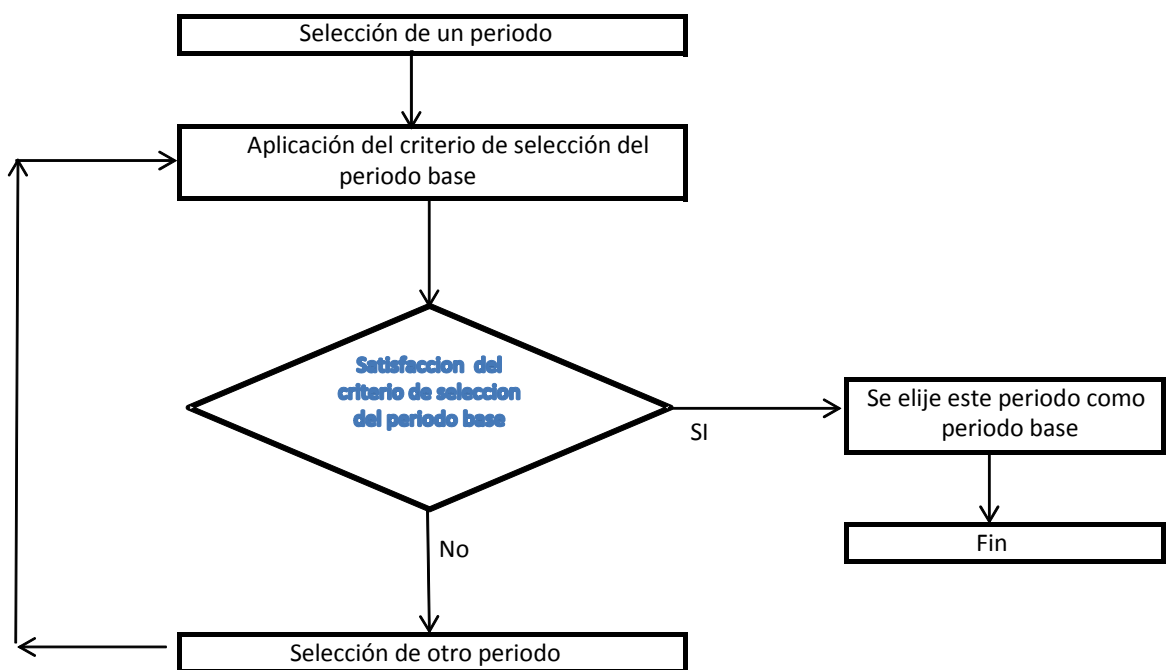 Selección de un periodo
Aplicación del criterio de selección del
periodo base
Satisfaccion del
criterio de seleccion
del periodo base
SI
Se elije este periodo como
periodo base
Fin
No
Selección de otro periodo